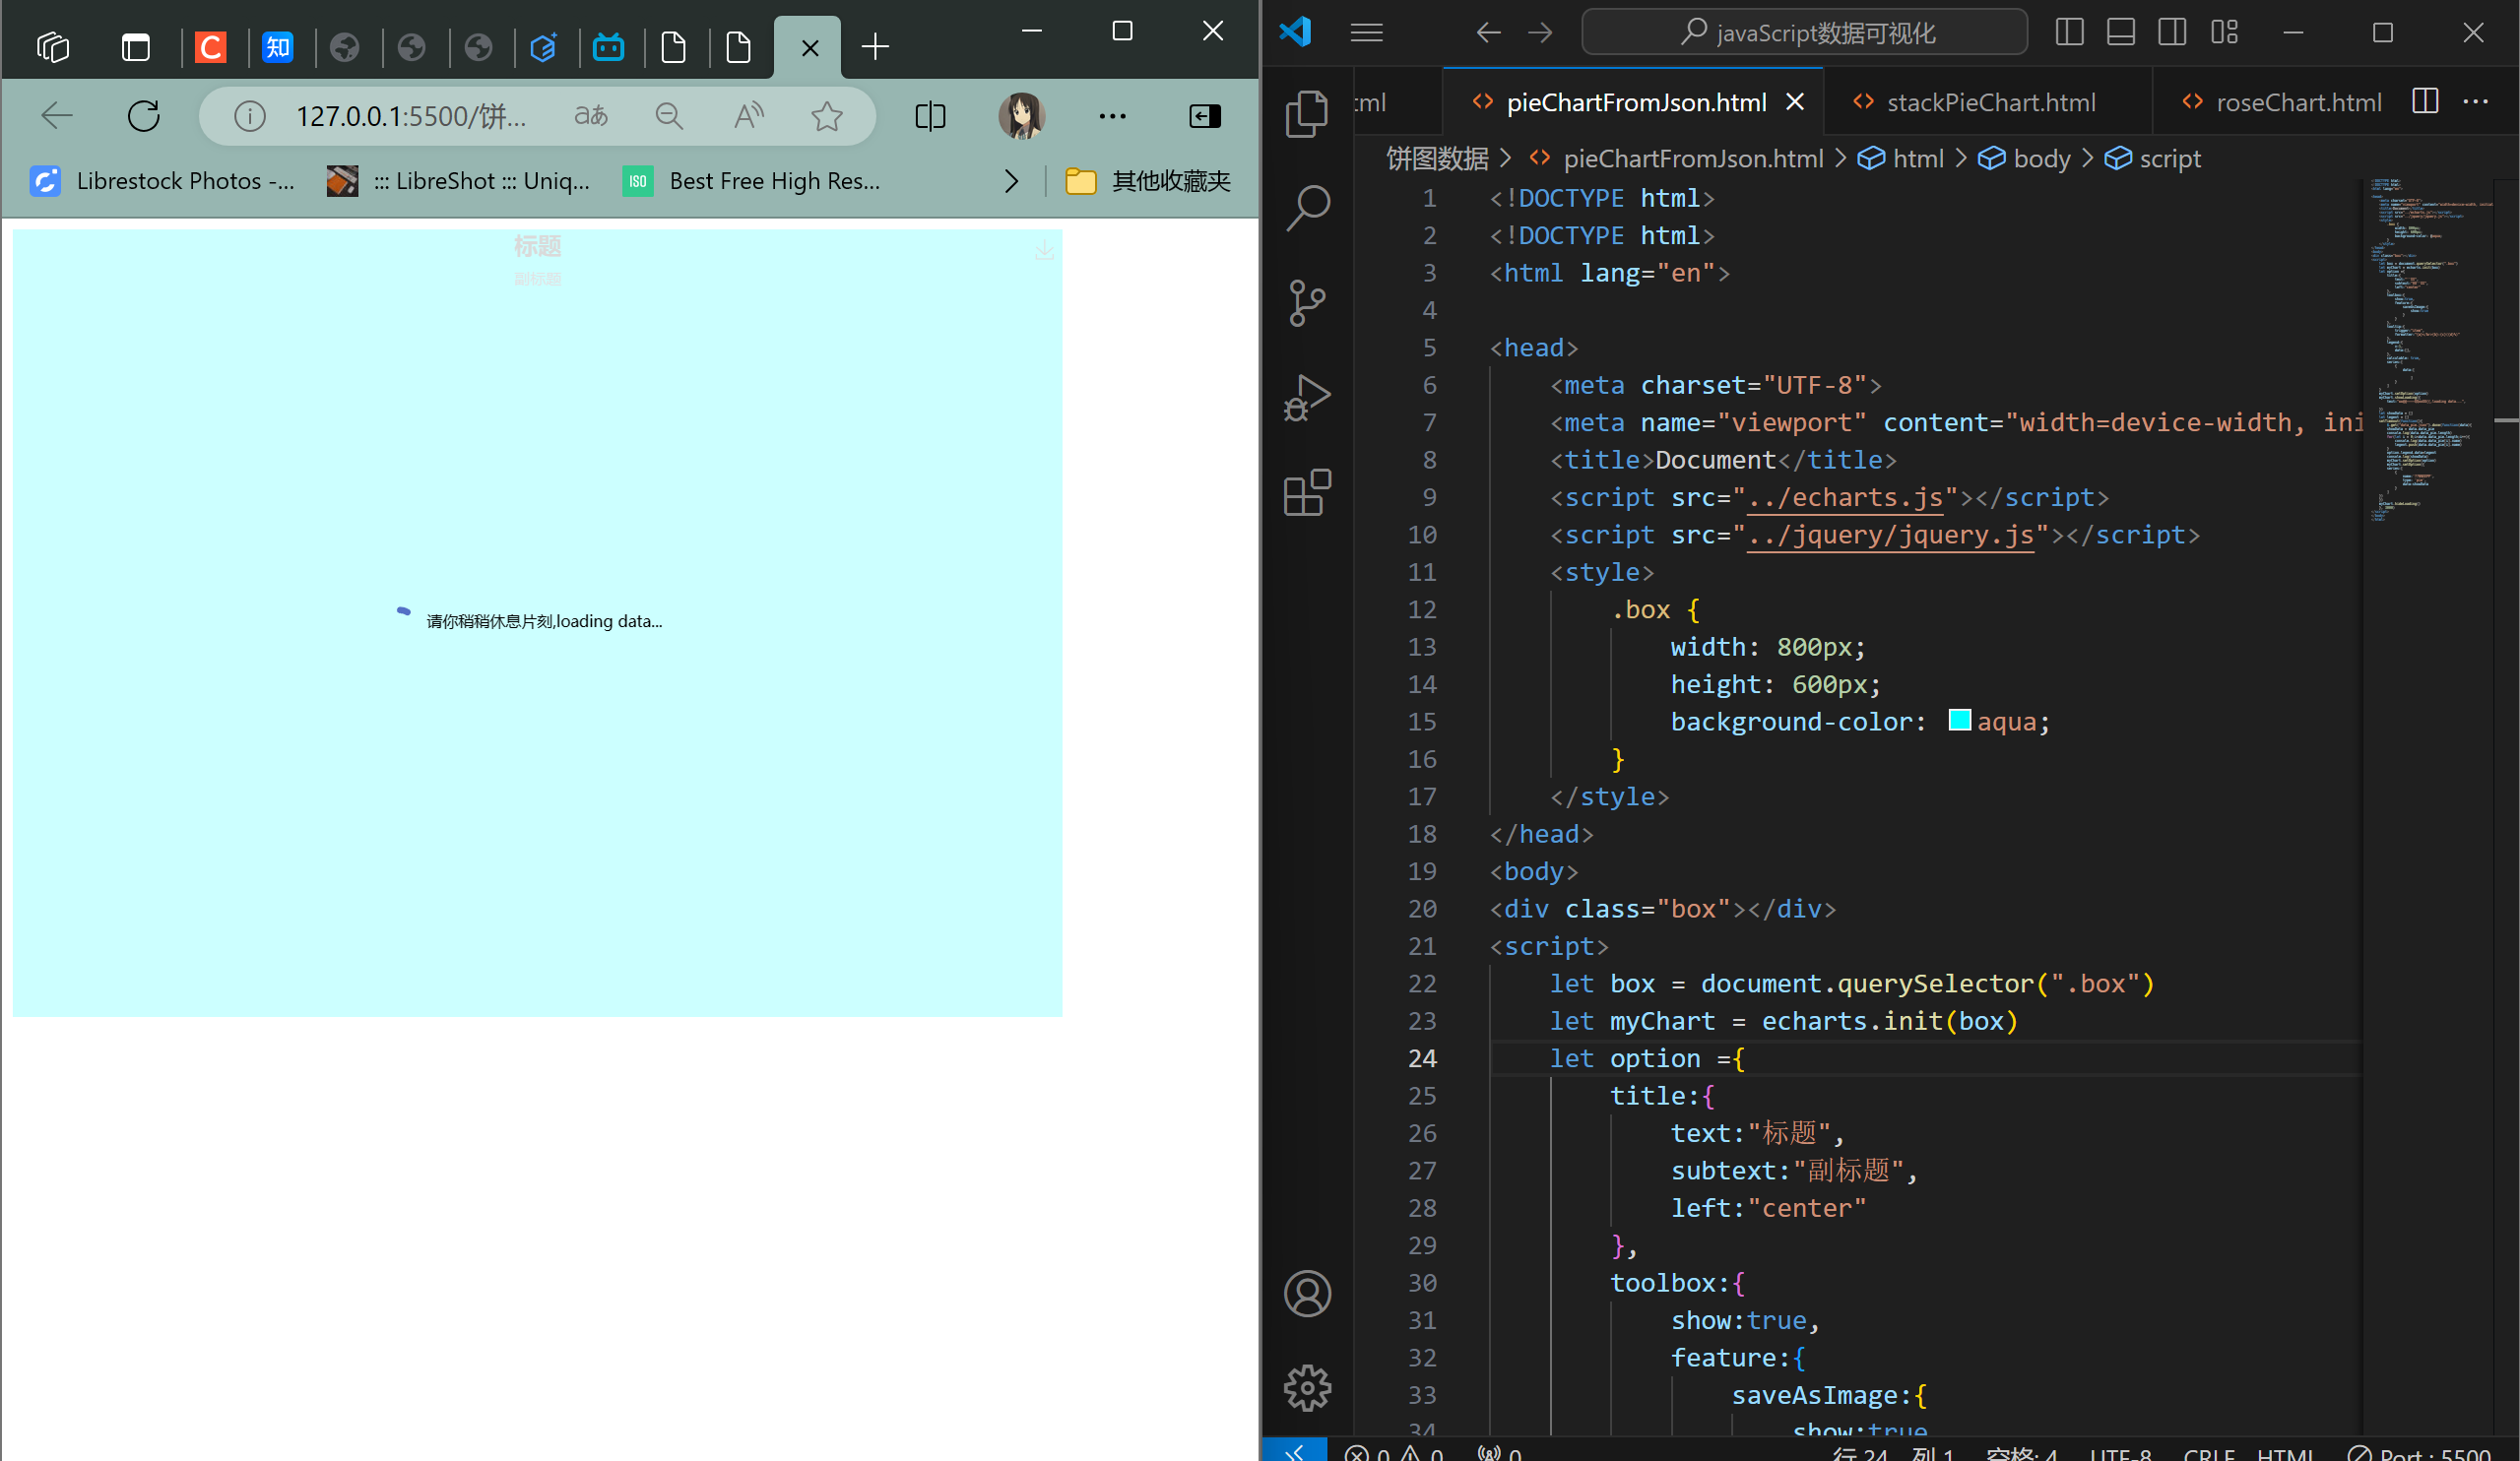 127.0.0.1:5500/饼...
Librestock Photos -...
::: LibreShot ::: Uniq...
ISO
Best Free High Res...
其他收藏夹
标题
副标题
请你稍稍休息片刻,loading data...
javaScript数据可视化
tml
pieChartFromJson.html
stackPieChart.html
roseChart.html
饼图数据 > pieChartFromJson.html > html > body > script
1 <!DOCTYPE html>
2 <!DOCTYPE html>
3 <html lang="en">
4
5 <head>
6 <meta charset="UTF-8">
7 <meta name="viewport" content="width=device-width, ini
8 <title>Document</title>
9 <script src="../echarts.js"></script>
10 <script src="../jquery/jquery.js"></script>
11 <style>
12 .box {
13 width: 800px;
14 height: 600px;
15 background-color: aqua;
16 }
17 </style>
18 </head>
19 <body>
20 <div class="box"></div>
21 <script>
22 let box = document.querySelector(".box")
23 let myChart = echarts.init(box)
24 let option ={
25 title:{
26 text:"标题",
27 subtext:"副标题",
28 left:"center"
29 },
30 toolbox:{
31 show:true,
32 feature:{
33 saveAsImage:{
34 show:true
0 0 0 行 24, 列 1 空格: 4 UTF-8 CRLF HTML Port : 5500